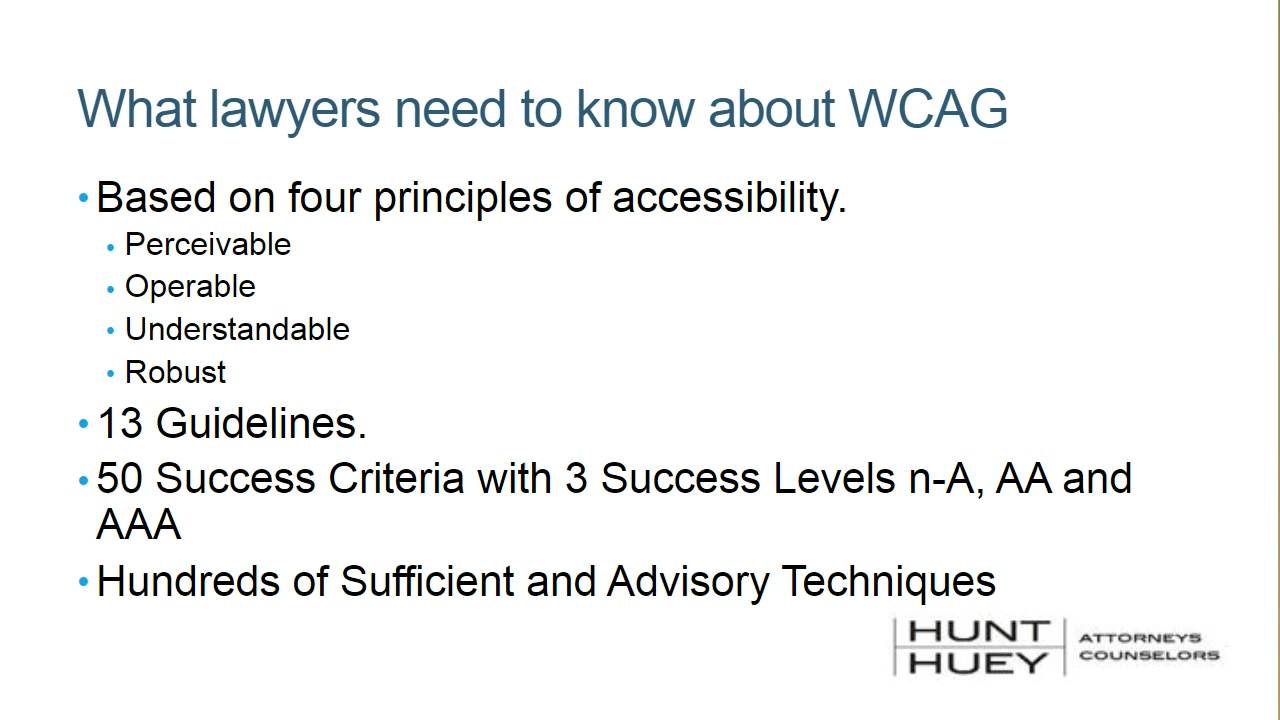 What lawyers need to know about WCAG
• Based on four principles of accessibility.
• Perceivable
• Operable
• Understandable
• Robust
• 13 Guidelines.
• 50 Success Criteria with 3 Success Levels n-A, AA and
AAA
• Hundreds of Sufficient and Advisory Techniques
HUNT
HUEY
ATTORNEYS
COUNSELORS